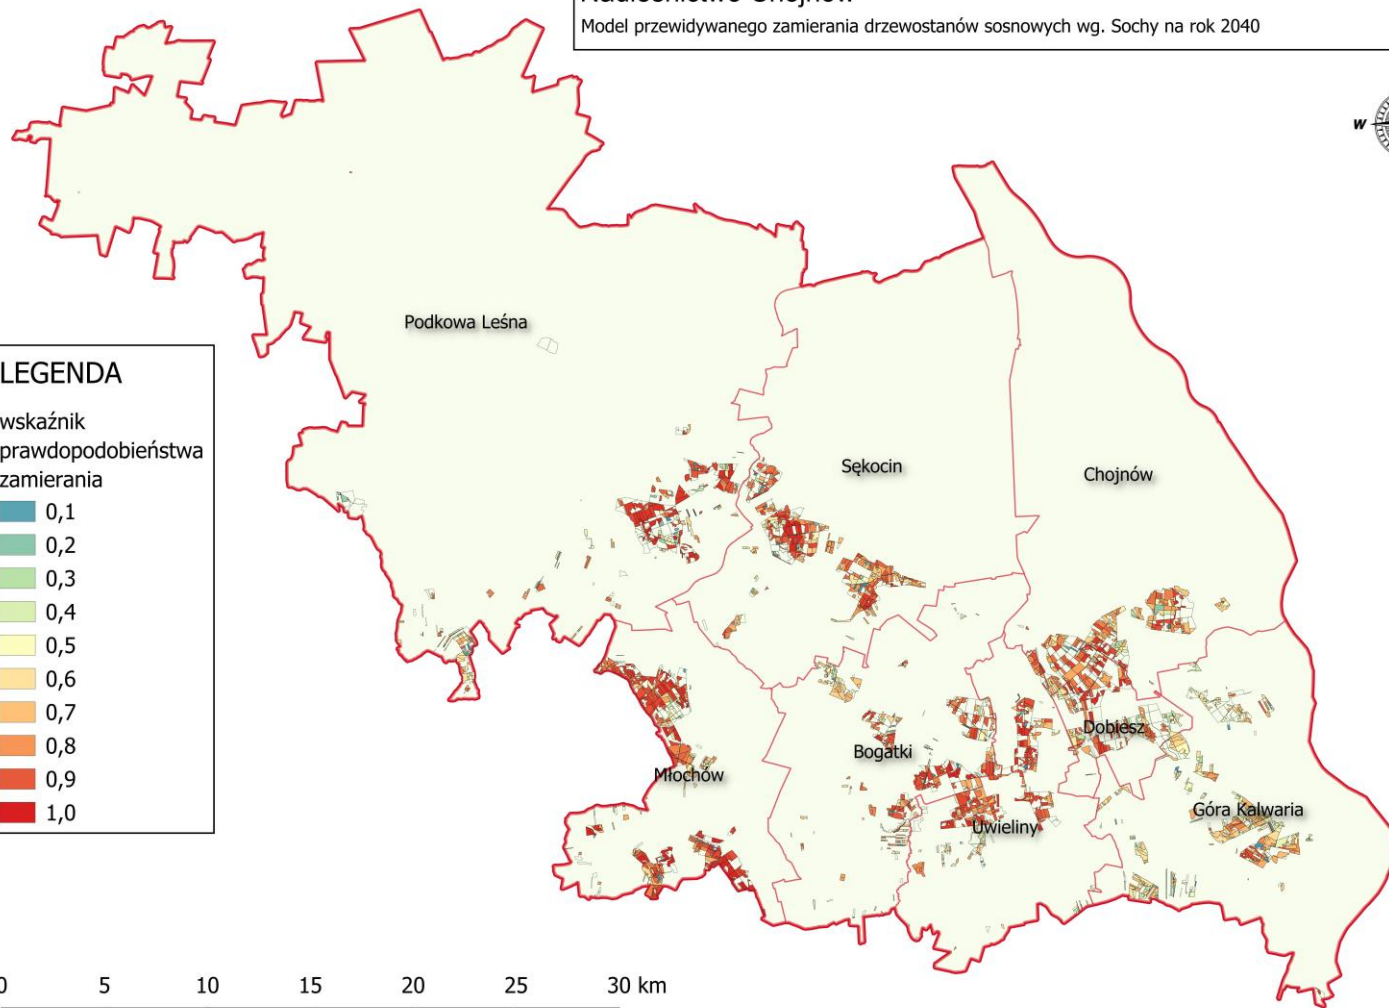 Nadleśnictwo Chojnów
Model przewidywanego zamierania drzewostanów sosnowych wg. Sochy na rok 2040
W
Podkowa Leśna
Sękocin
Chojnów
LEGENDA
wskaźnik
prawdopodobieństwa
zamierania
0,1
0,2
0,3
0,4
0,5
0,6
0,7
0,8
0,9
1,0
Dobiesz
Bogatki
Młochów
Góra Kalwaria
Uwieliny
0 5 10 15 20 25 30 km